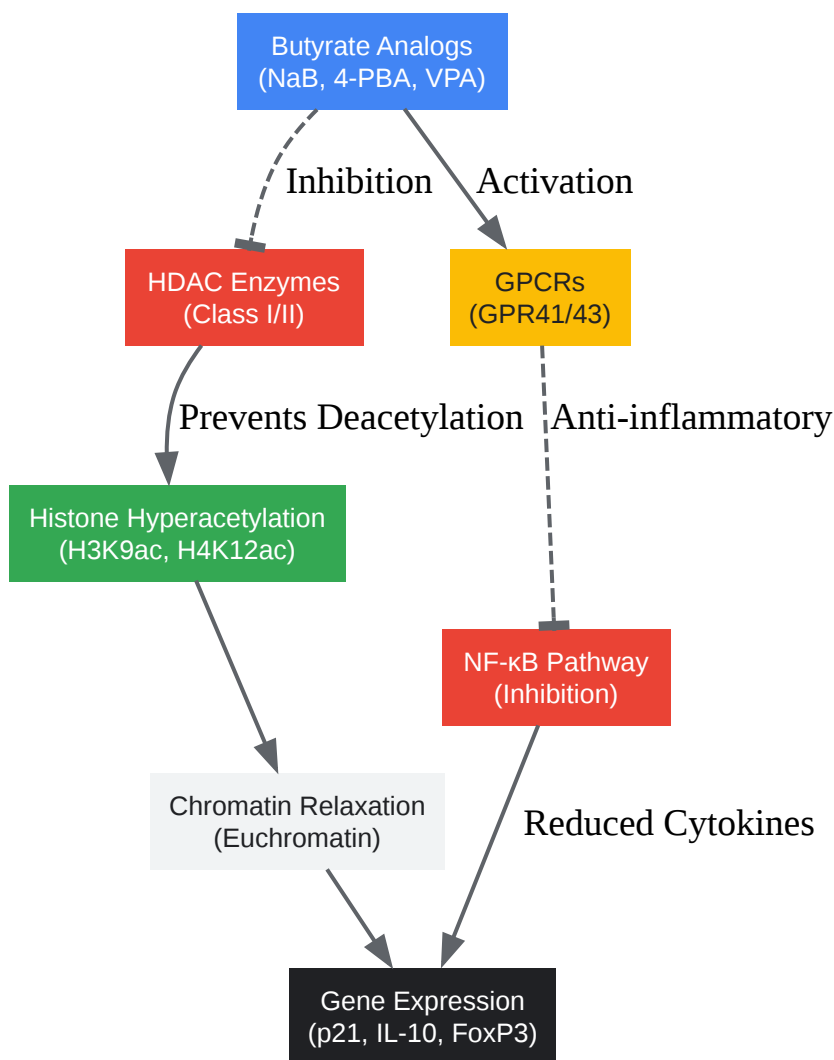 Butyrate Analogs
(NaB, 4-PBA, VPA)
Inhibition
Activation
HDAC Enzymes
(Class I/II)
GPCRs
(GPR41/43)
Prevents Deacetylation
Anti-inflammatory
Histone Hyperacetylation
(H3K9ac, H4K12ac)
NF-κB Pathway
(Inhibition)
Chromatin Relaxation
(Euchromatin)
Reduced Cytokines
Gene Expression
(p21, IL-10, FoxP3)